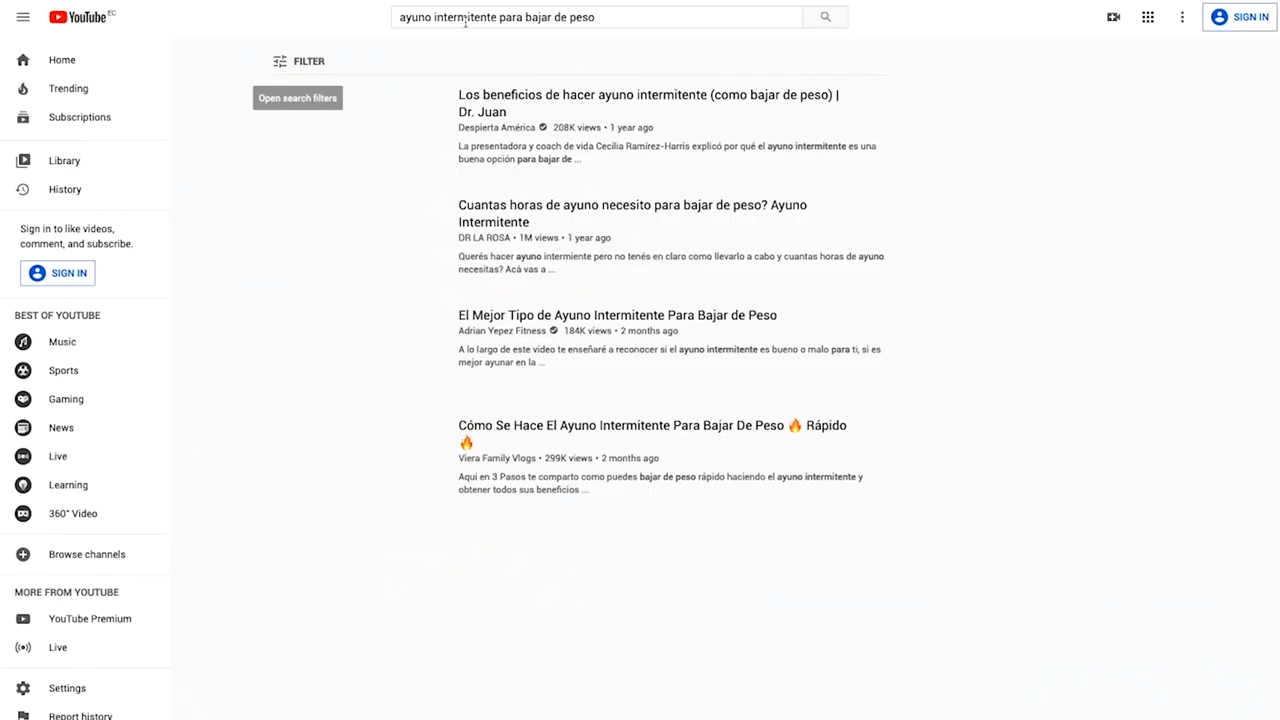 YouTube EC
ayuno intermitente para bajar de peso
SIGN IN
Home
Trending
Subscriptions
Library
History
Sign in to like videos,
comment, and subscribe.
SIGN IN
BEST OF YOUTUBE
Music
Sports
Gaming
News
Live
Learning
360° Video
Browse channels
MORE FROM YOUTUBE
YouTube Premium
Live
Settings
Report history
FILTER
Open search filters
Los beneficios de hacer ayuno intermitente (como bajar de peso) |
Dr. Juan
Despierta América 208K views • 1 year ago
La presentadora y coach de vida Cecilia Ramírez-Harris explicó por qué el ayuno intermitente es una
buena opción para bajar de ...
Cuantas horas de ayuno necesito para bajar de peso? Ayuno
Intermitente
DR LA ROSA • 1M views • 1 year ago
Querés hacer ayuno intermiente pero no tenés en claro como llevarlo a cabo y cuantas horas de ayuno
necesitas? Acá vas a ...
El Mejor Tipo de Ayuno Intermitente Para Bajar de Peso
Adrian Yepez Fitness 184K views • 2 months ago
A lo largo de este video te enseñaré a reconocer si el ayuno intermitente es bueno o malo para ti, si es
mejor ayunar en la ...
Cómo Se Hace El Ayuno Intermitente Para Bajar De Peso 🔥 Rápido
🔥
Viera Family Vlogs • 299K views • 2 months ago
Aqui en 3 Pasos te comparto como puedes bajar de peso rápido haciendo el ayuno intermitente y
obtener todos sus beneficios ...